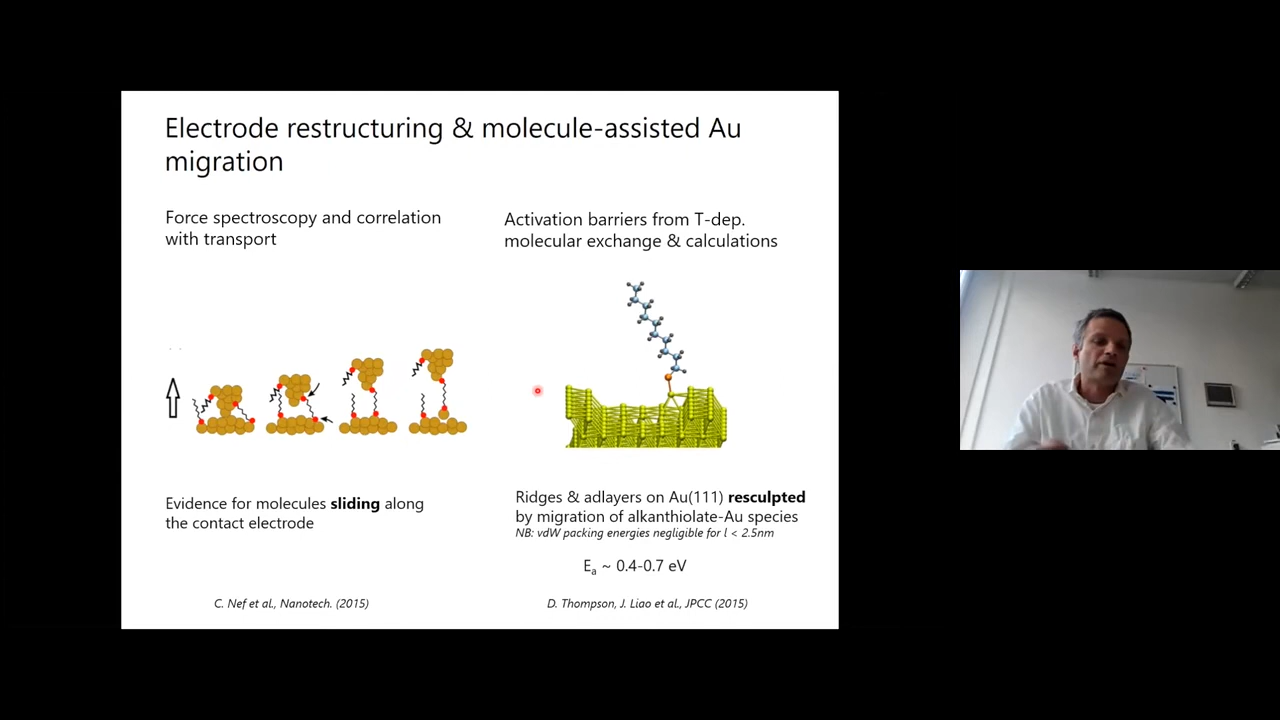 Electrode restructuring & molecule-assisted Au
migration
Force spectroscopy and correlation
with transport
Evidence for molecules sliding along
the contact electrode
C. Nef et al., Nanotech. (2015)
Activation barriers from T-dep.
molecular exchange & calculations
Ridges & adlayers on Au(111) resculpted
by migration of alkanthiolate-Au species
NB: vdW packing energies negligible for l < 2.5nm
Ea ~ 0.4-0.7 eV
D. Thompson, J. Liao et al., JPCC (2015)